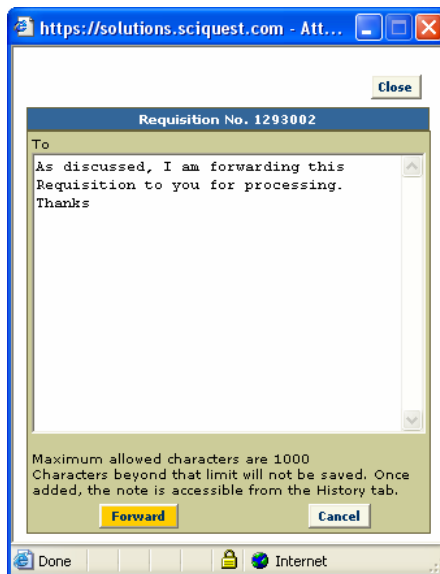 https://solutions.sciquest.com - Att...
Close
Requisition No. 1293002
To
As discussed, I am forwarding this
Requisition to you for processing.
Thanks
Maximum allowed characters are 1000
Characters beyond that limit will not be saved. Once
added, the note is accessible from the History tab.
Forward Cancel
Done Internet